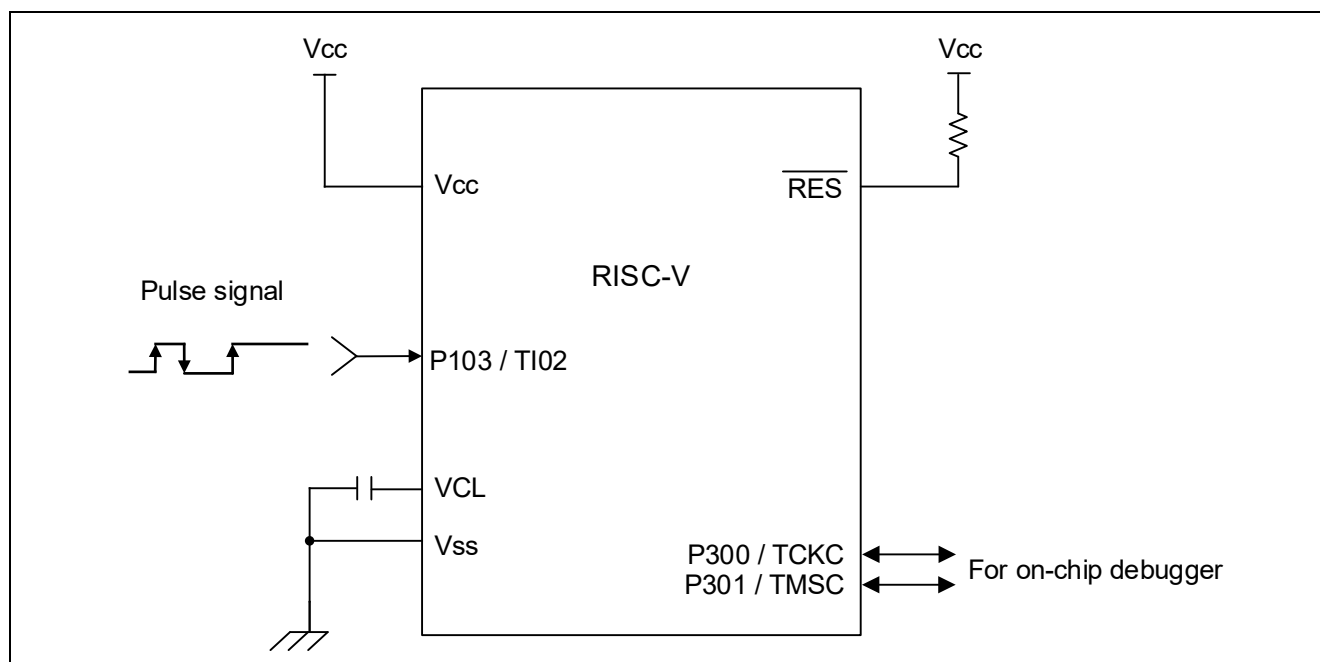 Vcc
Vcc
Vcc
RES
RISC-V
Pulse signal
P103 / TI02
VCL
Vss
P300 / TCKC
P301 / TMSC
For on-chip debugger